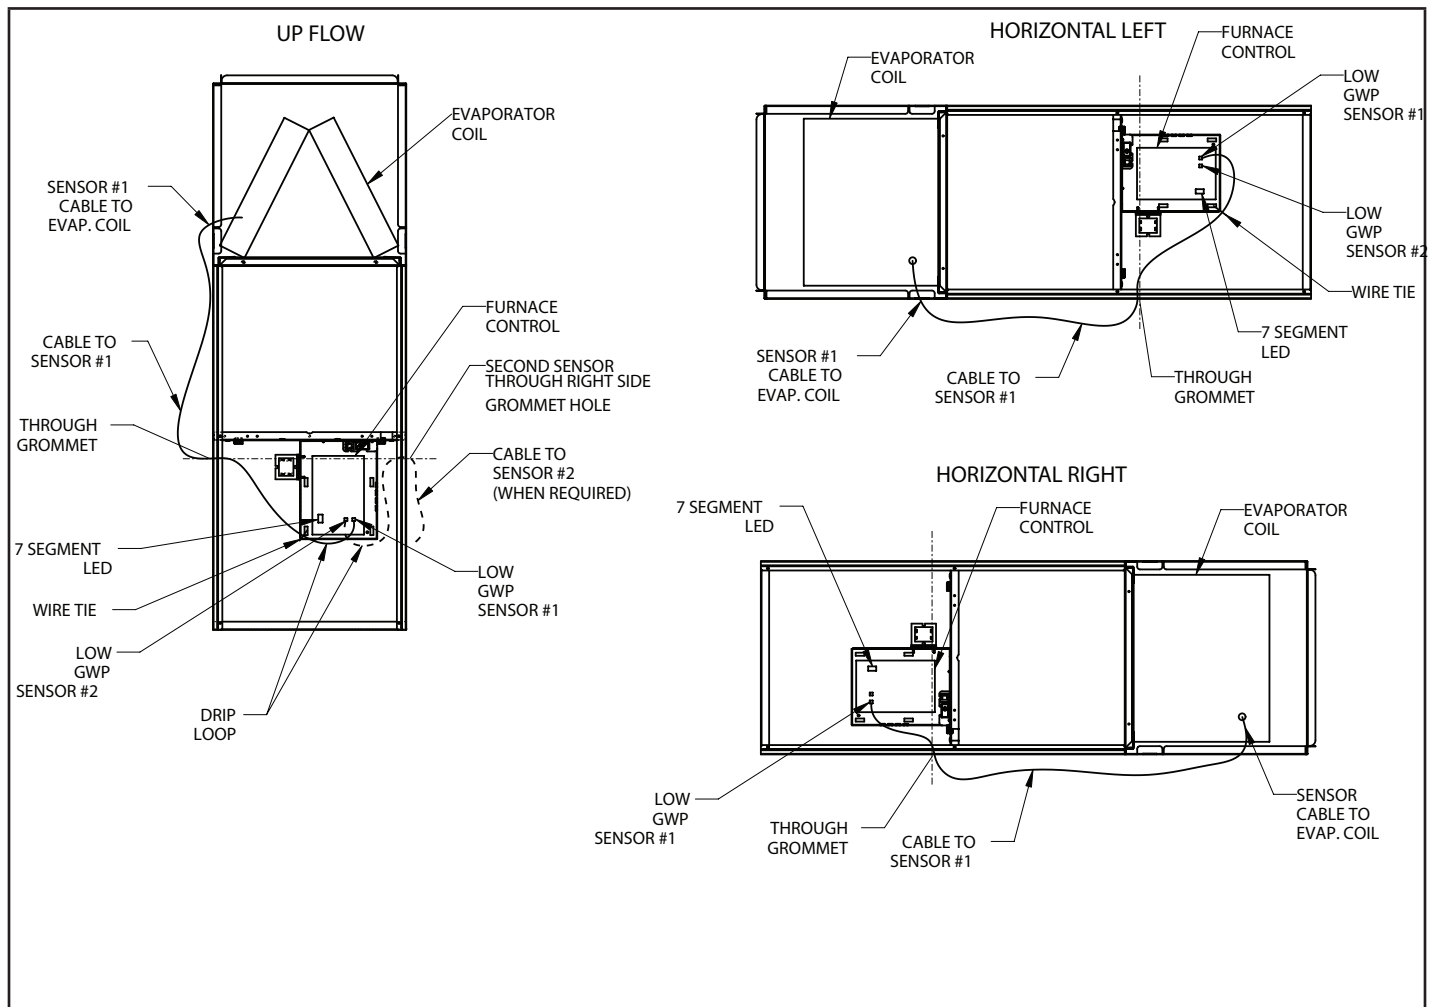 UP FLOW
EVAPORATOR
COIL
SENSOR #1
CABLE TO
EVAP. COIL
FURNACE
CONTROL
CABLE TO
SENSOR #1
SECOND SENSOR
THROUGH RIGHT SIDE
GROMMET HOLE
THROUGH
GROMMET
CABLE TO
SENSOR #2
(WHEN REQUIRED)
7 SEGMENT
LED
LOW
GWP
SENSOR #1
WIRE TIE
LOW
GWP
SENSOR #2
DRIP
LOOP
HORIZONTAL LEFT
FURNACE
CONTROL
EVAPORATOR
COIL
LOW
GWP
SENSOR #1
LOW
GWP
SENSOR #2
WIRE TIE
7 SEGMENT
LED
SENSOR #1
CABLE TO
EVAP. COIL
CABLE TO
SENSOR #1
THROUGH
GROMMET
HORIZONTAL RIGHT
7 SEGMENT
LED
FURNACE
CONTROL
EVAPORATOR
COIL
LOW
GWP
SENSOR #1
THROUGH
GROMMET
CABLE TO
SENSOR #1
SENSOR
CABLE TO
EVAP. COIL